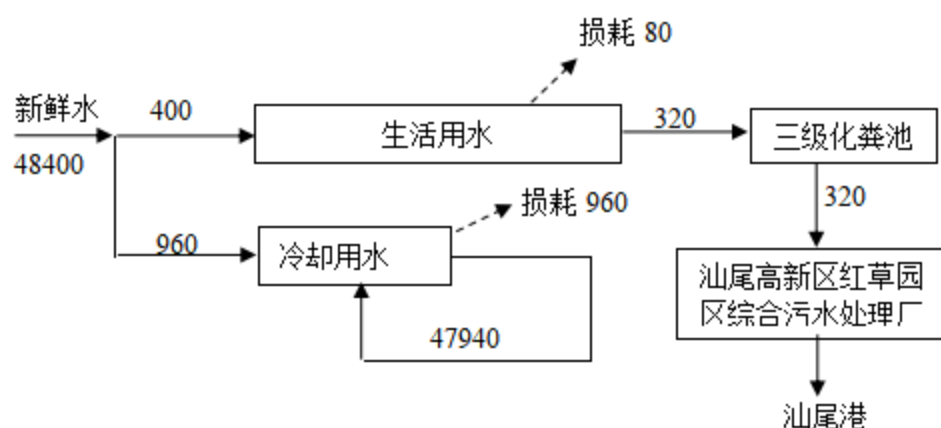 损耗 80
新鲜水
400
生活用水
320
三级化粪池
48400
320
损耗 960
960
冷却用水
汕尾高新区红草园
区综合污水处理厂
47940
汕尾港